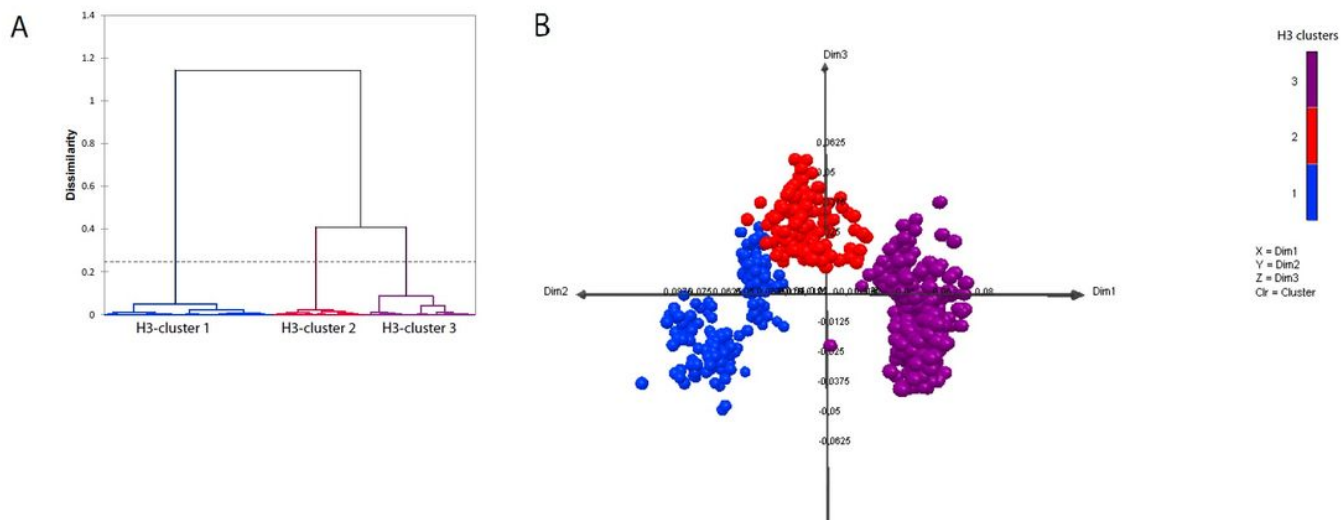 A
1.4
1.2
1
0.8
0.6
0.4
0.2
0
Dissimilarity
H3-cluster 1
H3-cluster 2
H3-cluster 3
B
Dim3
0,0625
0,05
Dim2
Dim1
0,08
-0,0125
-0,025
-0,0375
-0,05
-0,0625
H3 clusters
3
2
1
X = Dim1
Y = Dim2
Z = Dim3
Clr = Cluster